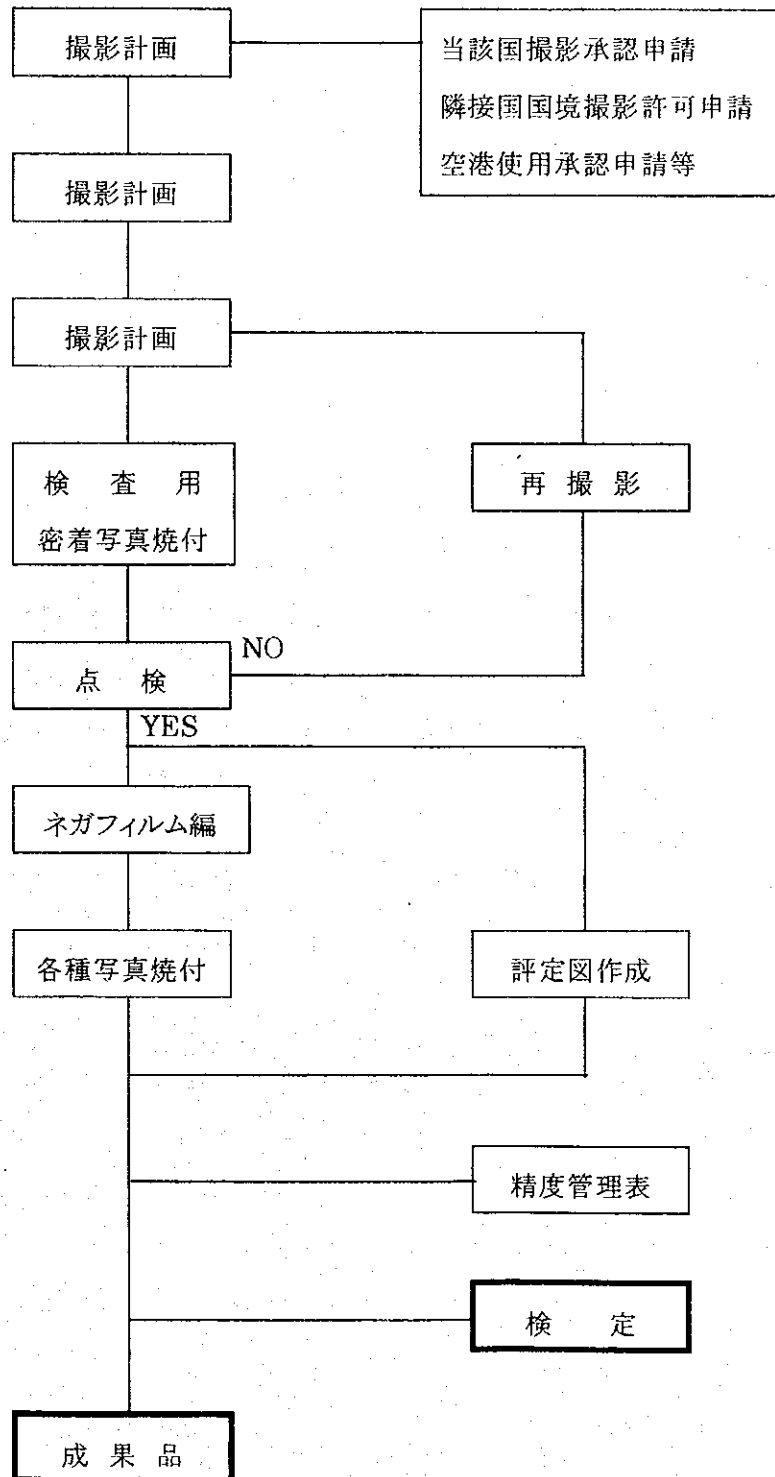 撮影計画
当該国撮影承認申請
隣接国国境撮影許可申請
空港使用承認申請等
撮影計画
撮影計画
検査用
密着写真焼付
再撮影
点検
NO
YES
ネガフィルム編
各種写真焼付
評定図作成
精度管理表
検定
成果品